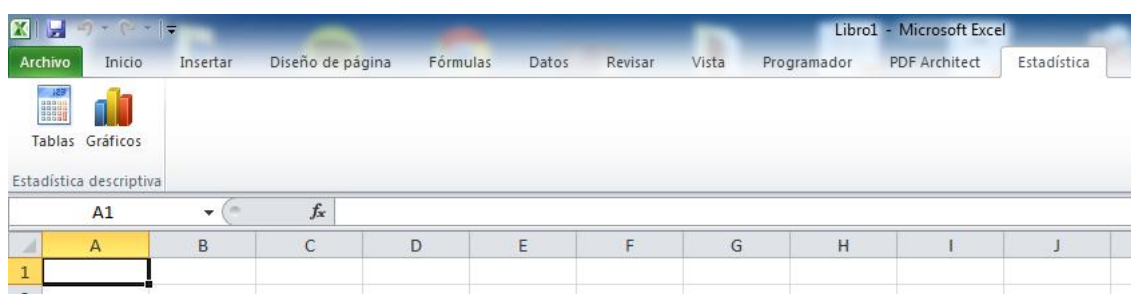 Libro1 - Microsoft Excel
Archivo Inicio Insertar Diseño de página Fórmulas Datos Revisar Vista Programador PDF Architect Estadística
123
Tablas Gráficos
Estadística descriptiva
A1 fx
A B C D E F G H I J
1